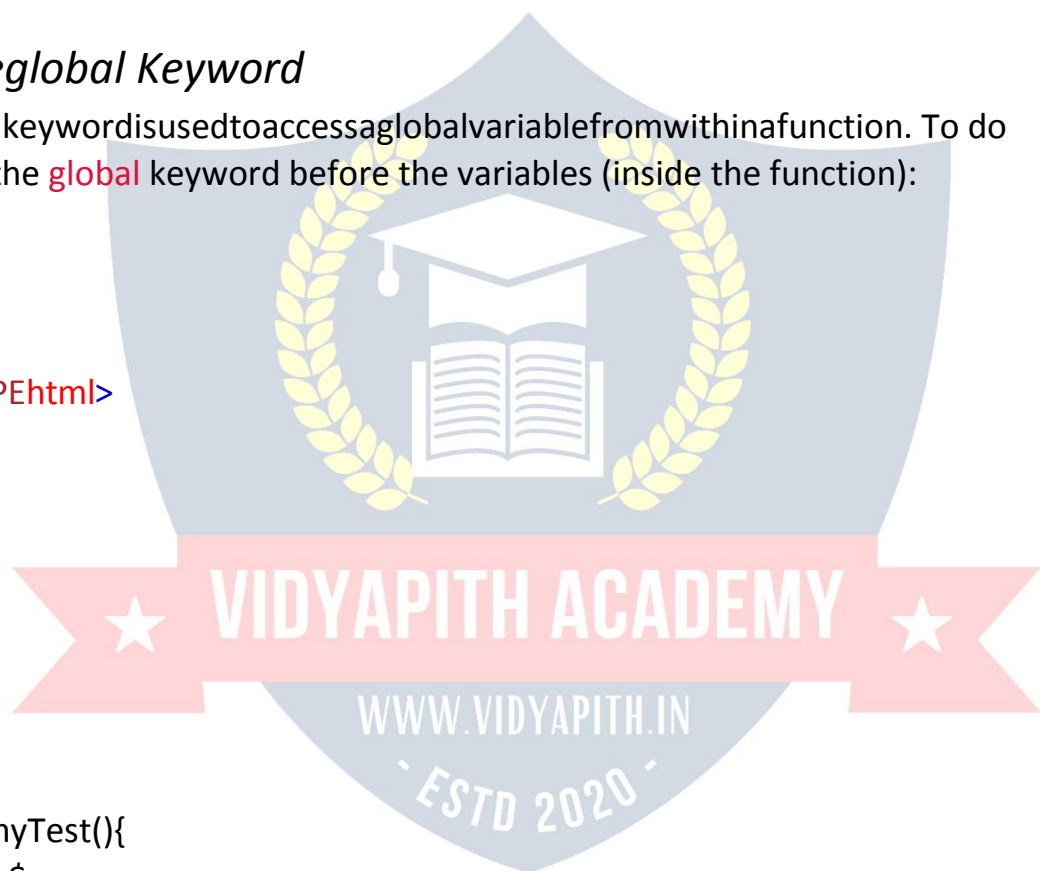 eglobal Keyword
keywordisusedtoaccessaglobalvariablefromwithinafunction. To do
the global keyword before the variables (inside the function):
PEhtml>
VIDYAPITH ACADEMY
WWW.VIDYAPITH.IN
- ESTD 2020 -
myTest(){
$